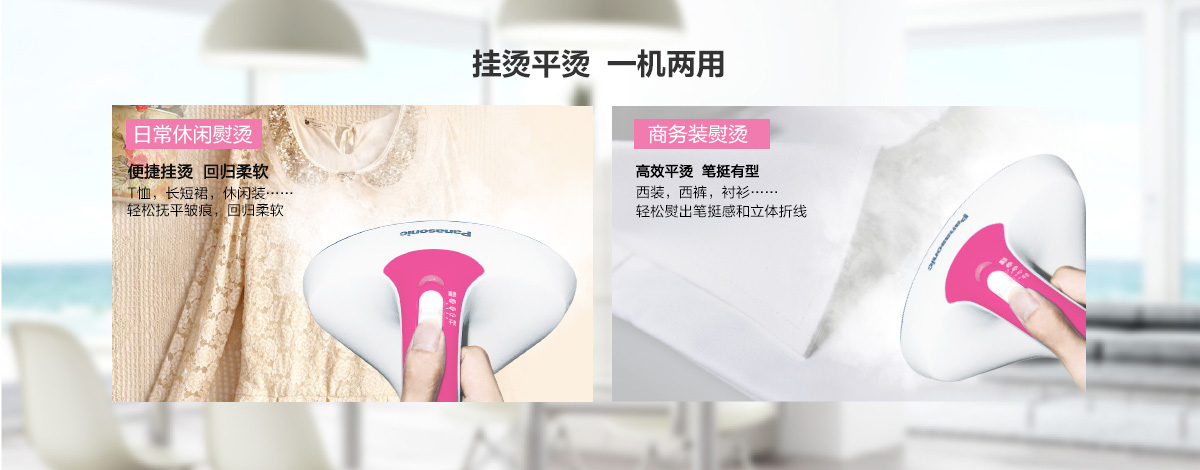 挂烫平烫 一机两用
日常休闲熨烫
便捷挂烫 回归柔软
T恤，长短裙，休闲装……
轻松抚平皱痕，回归柔软
Panasonic
商务装熨烫
高效平烫 笔挺有型
西装，西裤，衬衫……
轻松熨出笔挺感和立体折线
Panasonic